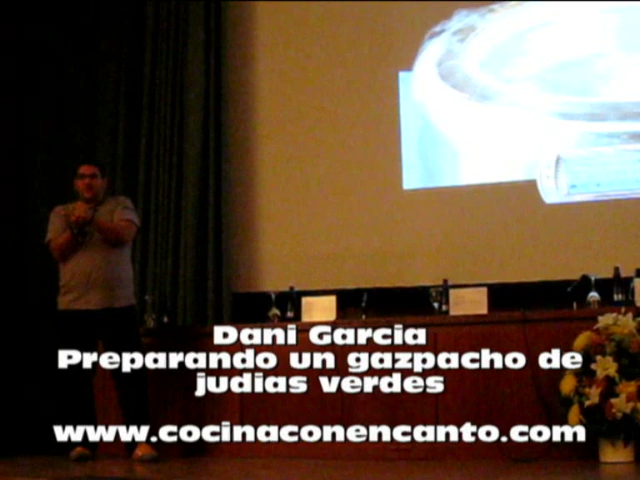 Dani Garcia
Preparando un gazpacho de
judias verdes
www.cocinaconencanto.com